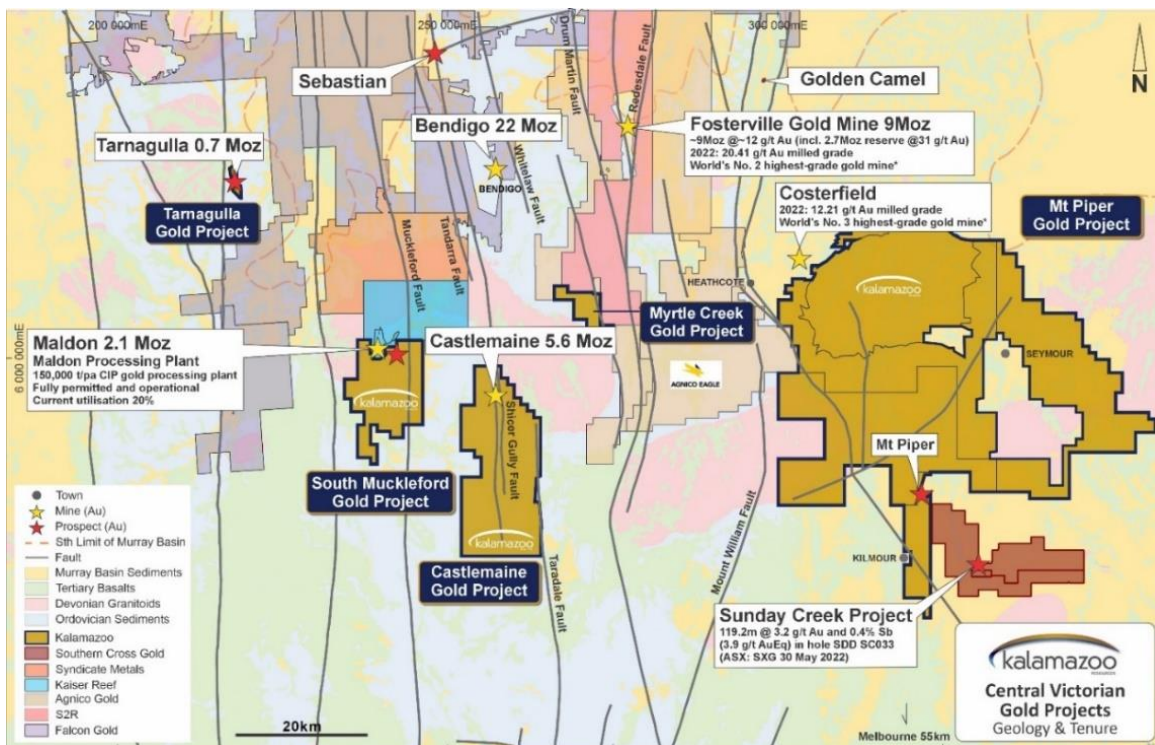 200 000mE
250 000mE
300 000mE
N
Sebastian
Drum Martin Fault
Redesdale Fault
Golden Camel
Bendigo 22 Moz
BENDIGO
Whitelaw Fault
Fosterville Gold Mine 9Moz
~9Moz @~12 g/t Au (incl. 2.7Moz reserve @31 g/t Au)
2022: 20.41 g/t Au milled grade
World's No. 2 highest-grade gold mine*
Tarnagulla 0.7 Moz
Tarnagulla
Gold Project
Costerfield
2022: 12.21 g/t Au milled grade
World's No. 3 highest-grade gold mine*
Mt Piper
Gold Project
Muckleford Fault
Tandarra Fault
HEATHCOTE
kalamazoo
Myrtle Creek
Gold Project
6 000 000mE
Maldon 2.1 Moz
Maldon Processing Plant
150,000 t/pa CIP gold processing plant
Fully permitted and operational
Current utilisation 20%
Castlemaine 5.6 Moz
SEYMOUR
AGNICO EAGLE
kalamazoo
Shicer Gully Fault
Mt Piper
South Muckleford
Gold Project
kalamazoo
Castlemaine
Gold Project
Taradale Fault
Mount William Fault
KILMOUR
Sunday Creek Project
119.2m @ 3.2 g/t Au and 0.4% Sb
(3.9 g/t AuEq) in hole SDD SC033
(ASX: SXG 30 May 2022)
Town
Mine (Au)
Prospect (Au)
Sth Limit of Murray Basin
Fault
Murray Basin Sediments
Tertiary Basalts
Devonian Granitoids
Ordovician Sediments
Kalamazoo
Southern Cross Gold
Syndicate Metals
Kaiser Reef
Agnico Gold
S2R
Falcon Gold
20km
Melbourne 55km
kalamazoo
RESOURCES
Central Victorian
Gold Projects
Geology & Tenure